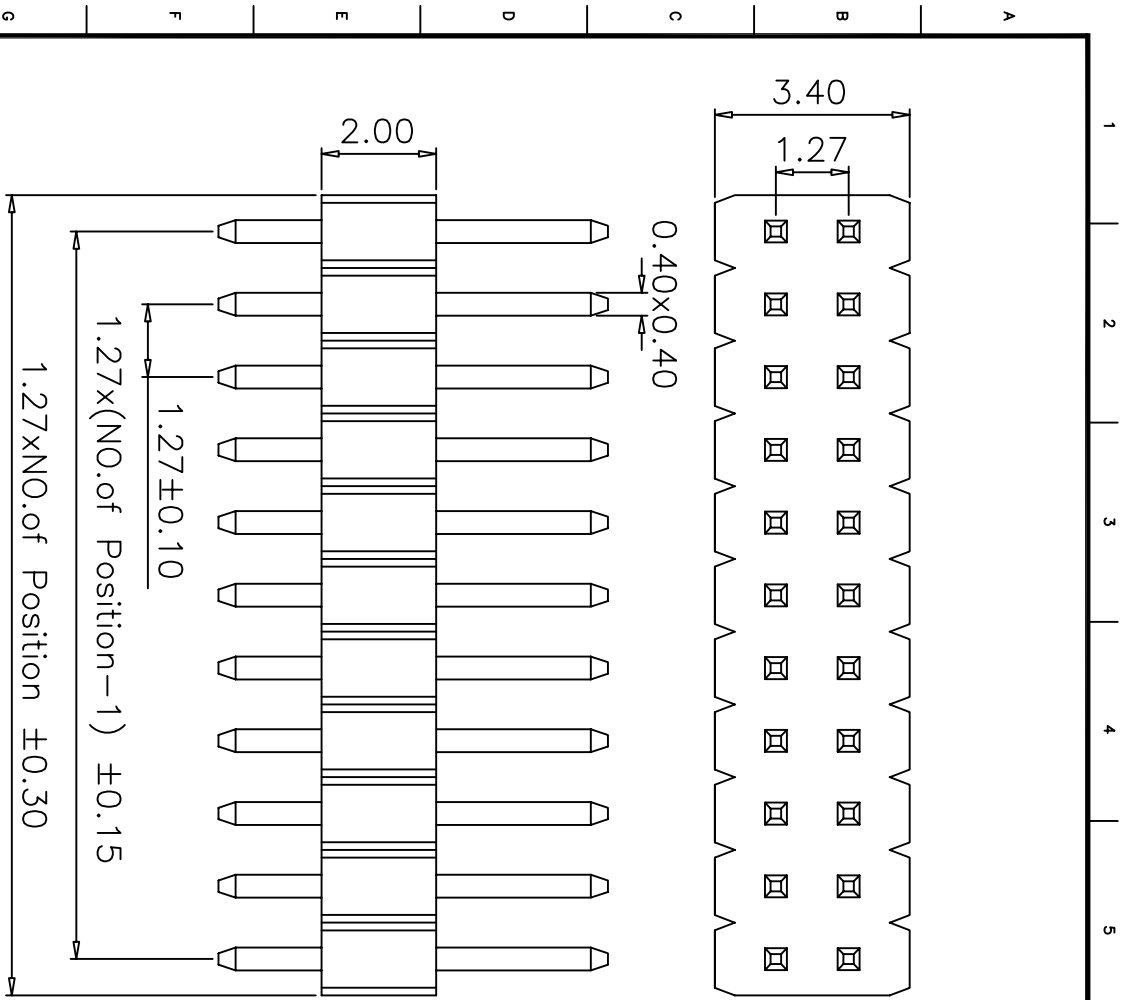 G
F
E
D
C
B
A
1
2
3
4
5
3.40
1.27
2.00
0.40x0.40
1.27±0.10
1.27x(NO.of Position-1) ±0.15
1.27xNO.of Position ±0.30